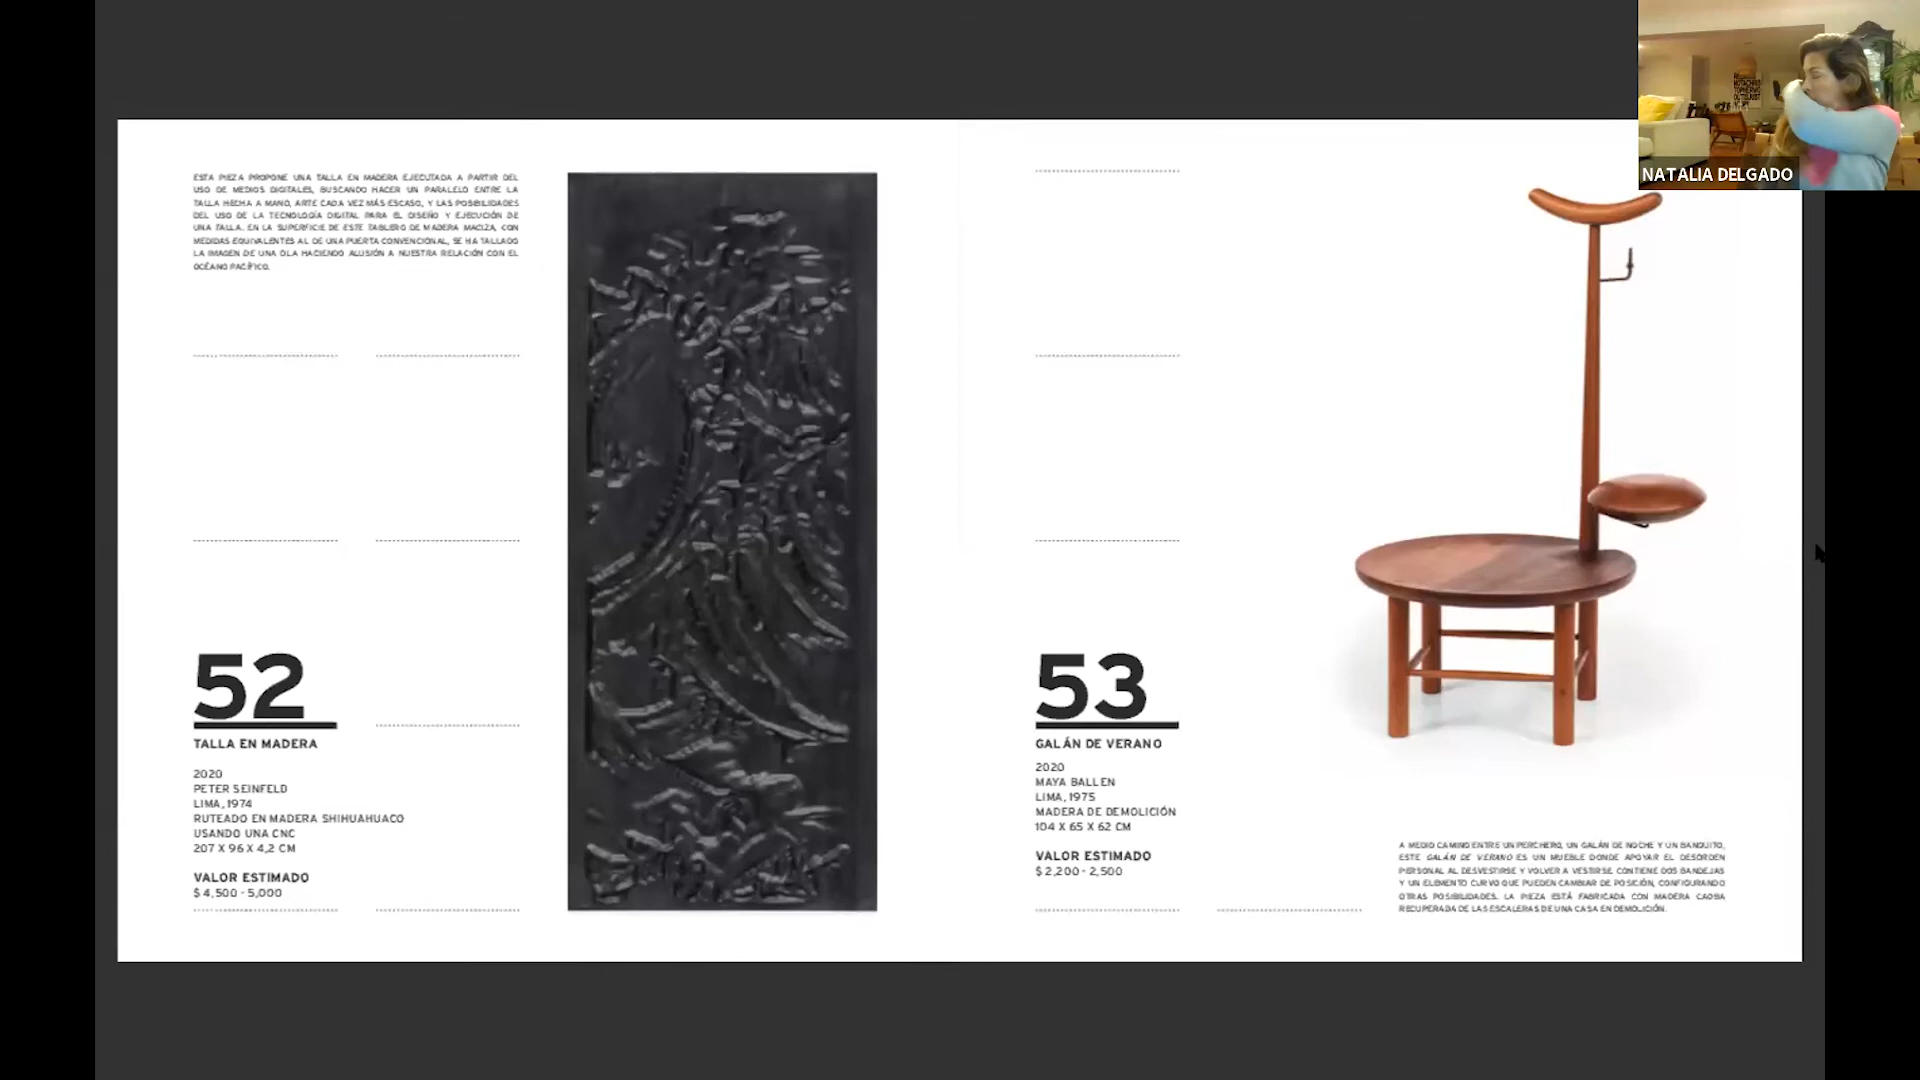 ESTA PIEZA PROPONE UNA TALLA EN MADERA EJECUTADA A PARTIR DEL
USO DE MEDIOS DIGITALES, BUSCANDO HACER UN PARALELO ENTRE LA
TALLA HECHA A MANO, ARTE CADA VEZ MÁS ESCASO, Y LAS POSIBILIDADES
DEL USO DE LA TECNOLOGÍA DIGITAL PARA EL DISEÑO Y EJECUCIÓN DE
UNA TALLA. EN LA SUPERFICIE DE ESTE TABLERO DE MADERA MACIZA, CON
MEDIDAS EQUIVALENTES AL DE UNA PUERTA CONVENCIONAL, SE HA TALLADO
LA IMAGEN DE UNA OLA HACIENDO ALUSIÓN A NUESTRA RELACIÓN CON EL
OCÉANO PACÍFICO.
52
TALLA EN MADERA
2020
PETER SEINFELD
LIMA, 1974
RUTEADO EN MADERA SHIHUAHUACO
USANDO UNA CNC
207 X 96 X 4,2 CM
VALOR ESTIMADO
$ 4,500 - 5,000
53
GALÁN DE VERANO
2020
MAYA BALLEN
LIMA, 1975
MADERA DE DEMOLICIÓN
104 X 65 X 62 CM
VALOR ESTIMADO
$ 2,200 - 2,500
A MEDIO CAMINO ENTRE UN PERCHERO, UN GALÁN DE NOCHE Y UN BANQUITO,
ESTE GALÁN DE VERANO ES UN MUEBLE DONDE APOYAR EL DESORDEN
PERSONAL AL DESVESTIRSE Y VOLVER A VESTIRSE. CONTIENE DOS BANDEJAS
Y UN ELEMENTO CURVO QUE PUEDEN CAMBIAR DE POSICIÓN, CONFIGURANDO
OTRAS POSIBILIDADES. LA PIEZA ESTÁ FABRICADA CON MADERA CAOBA
RECUPERADA DE LAS ESCALERAS DE UNA CASA EN DEMOLICIÓN.
NATALIA DELGADO